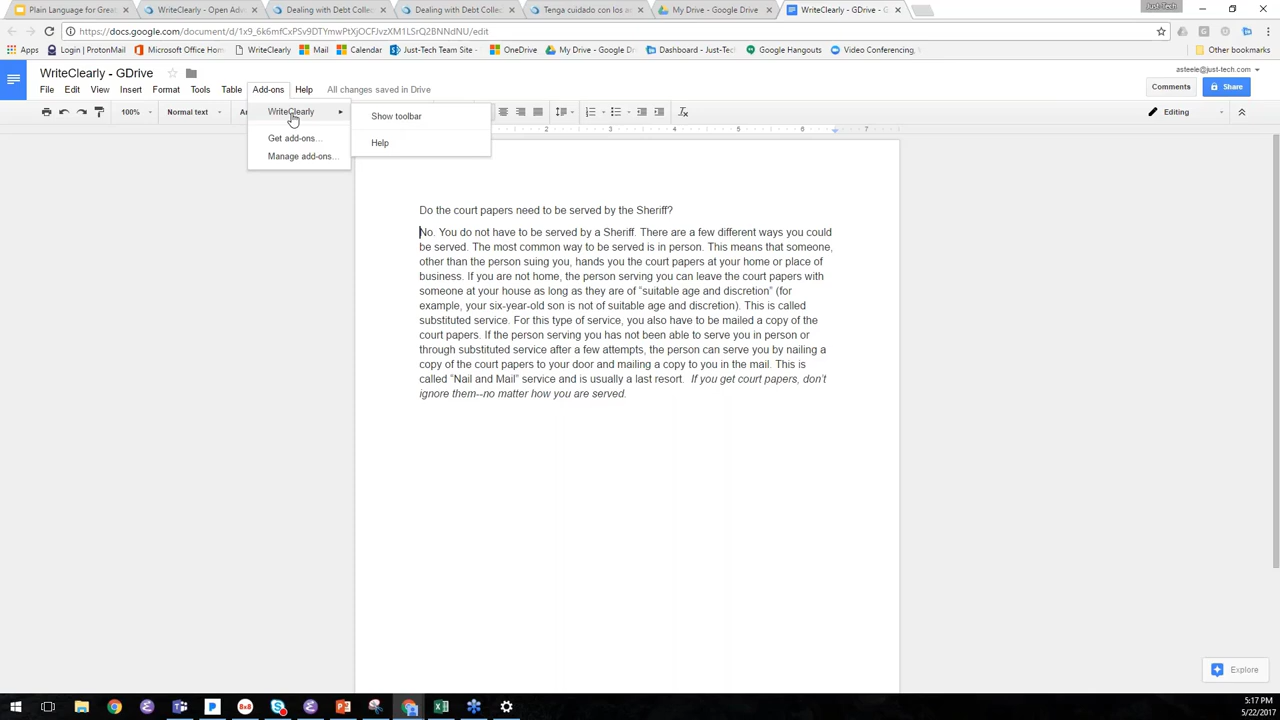 Plain Language for Great
WriteClearly - Open Adv
Dealing with Debt Collec
Dealing with Debt Collec
Tenga cuidado con los a
My Drive - Google Drive
WriteClearly - GDrive - G
Just-Tech
https://docs.google.com/document/d/1x9_6k6mfCxPSv9DTYmwPtXjOCFJvzXM1LSrQ2BNNdNU/edit
Apps
Login | ProtonMail
Microsoft Office Home
WriteClearly
Mail
Calendar
Just-Tech Team Site -
OneDrive
My Drive - Google Dri
Dashboard - Just-Tech
Google Hangouts
Video Conferencing,
Other bookmarks
WriteClearly - GDrive
asteele@just-tech.com
File Edit View Insert Format Tools Table Add-ons Help All changes saved in Drive
Comments
Share
100%
Normal text
Editing
WriteClearly
Show toolbar
Get add-ons...
Help
Manage add-ons...
2 3 4 5 6 7
Do the court papers need to be served by the Sheriff?
No. You do not have to be served by a Sheriff. There are a few different ways you could
be served. The most common way to be served is in person. This means that someone,
other than the person suing you, hands you the court papers at your home or place of
business. If you are not home, the person serving you can leave the court papers with
someone at your house as long as they are of “suitable age and discretion” (for
example, your six-year-old son is not of suitable age and discretion). This is called
substituted service. For this type of service, you also have to be mailed a copy of the
court papers. If the person serving you has not been able to serve you in person or
through substituted service after a few attempts, the person can serve you by nailing a
copy of the court papers to your door and mailing a copy to you in the mail. This is
called “Nail and Mail” service and is usually a last resort. If you get court papers, don’t
ignore them--no matter how you are served.
Explore
5:17 PM
5/22/2017